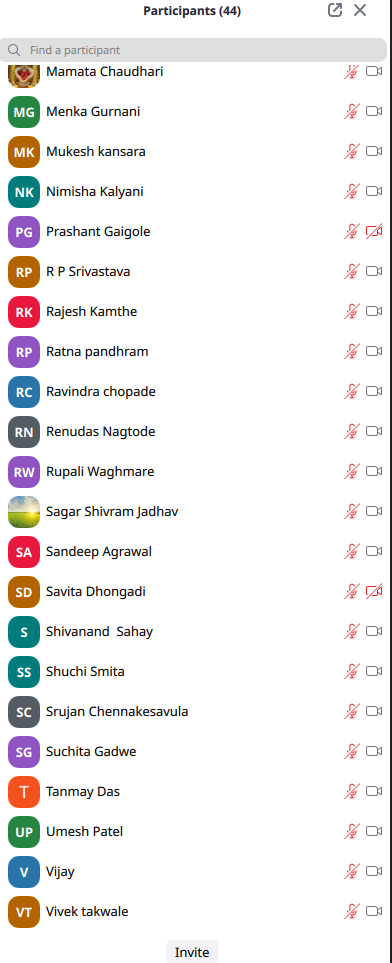 Participants (44)
Find a participant
Mamata Chaudhari
MG Menka Gurnani
MK Mukesh kansara
NK Nimisha Kalyani
PG Prashant Gaigole
RP R P Srivastava
RK Rajesh Kamthe
RP Ratna pandhram
RC Ravindra chopade
RN Renudas Nagtode
RW Rupali Waghmare
Sagar Shivram Jadhav
SA Sandeep Agrawal
SD Savita Dhongadi
S Shivanand  Sahay
SS Shuchi Smita
SC Srujan Chennakesavula
SG Suchita Gadwe
T Tanmay Das
UP Umesh Patel
V Vijay
VT Vivek takwale
Invite